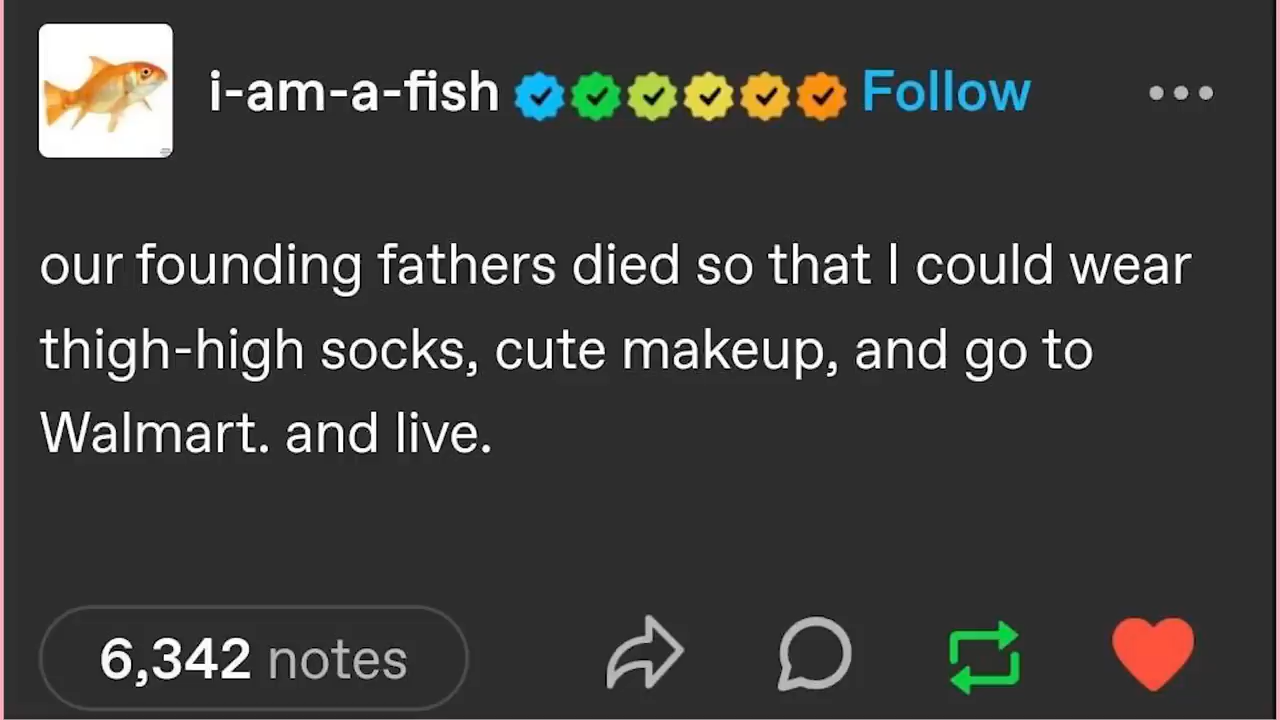 i-am-a-fish Follow
our founding fathers died so that I could wear
thigh-high socks, cute makeup, and go to
Walmart. and live.
6,342 notes